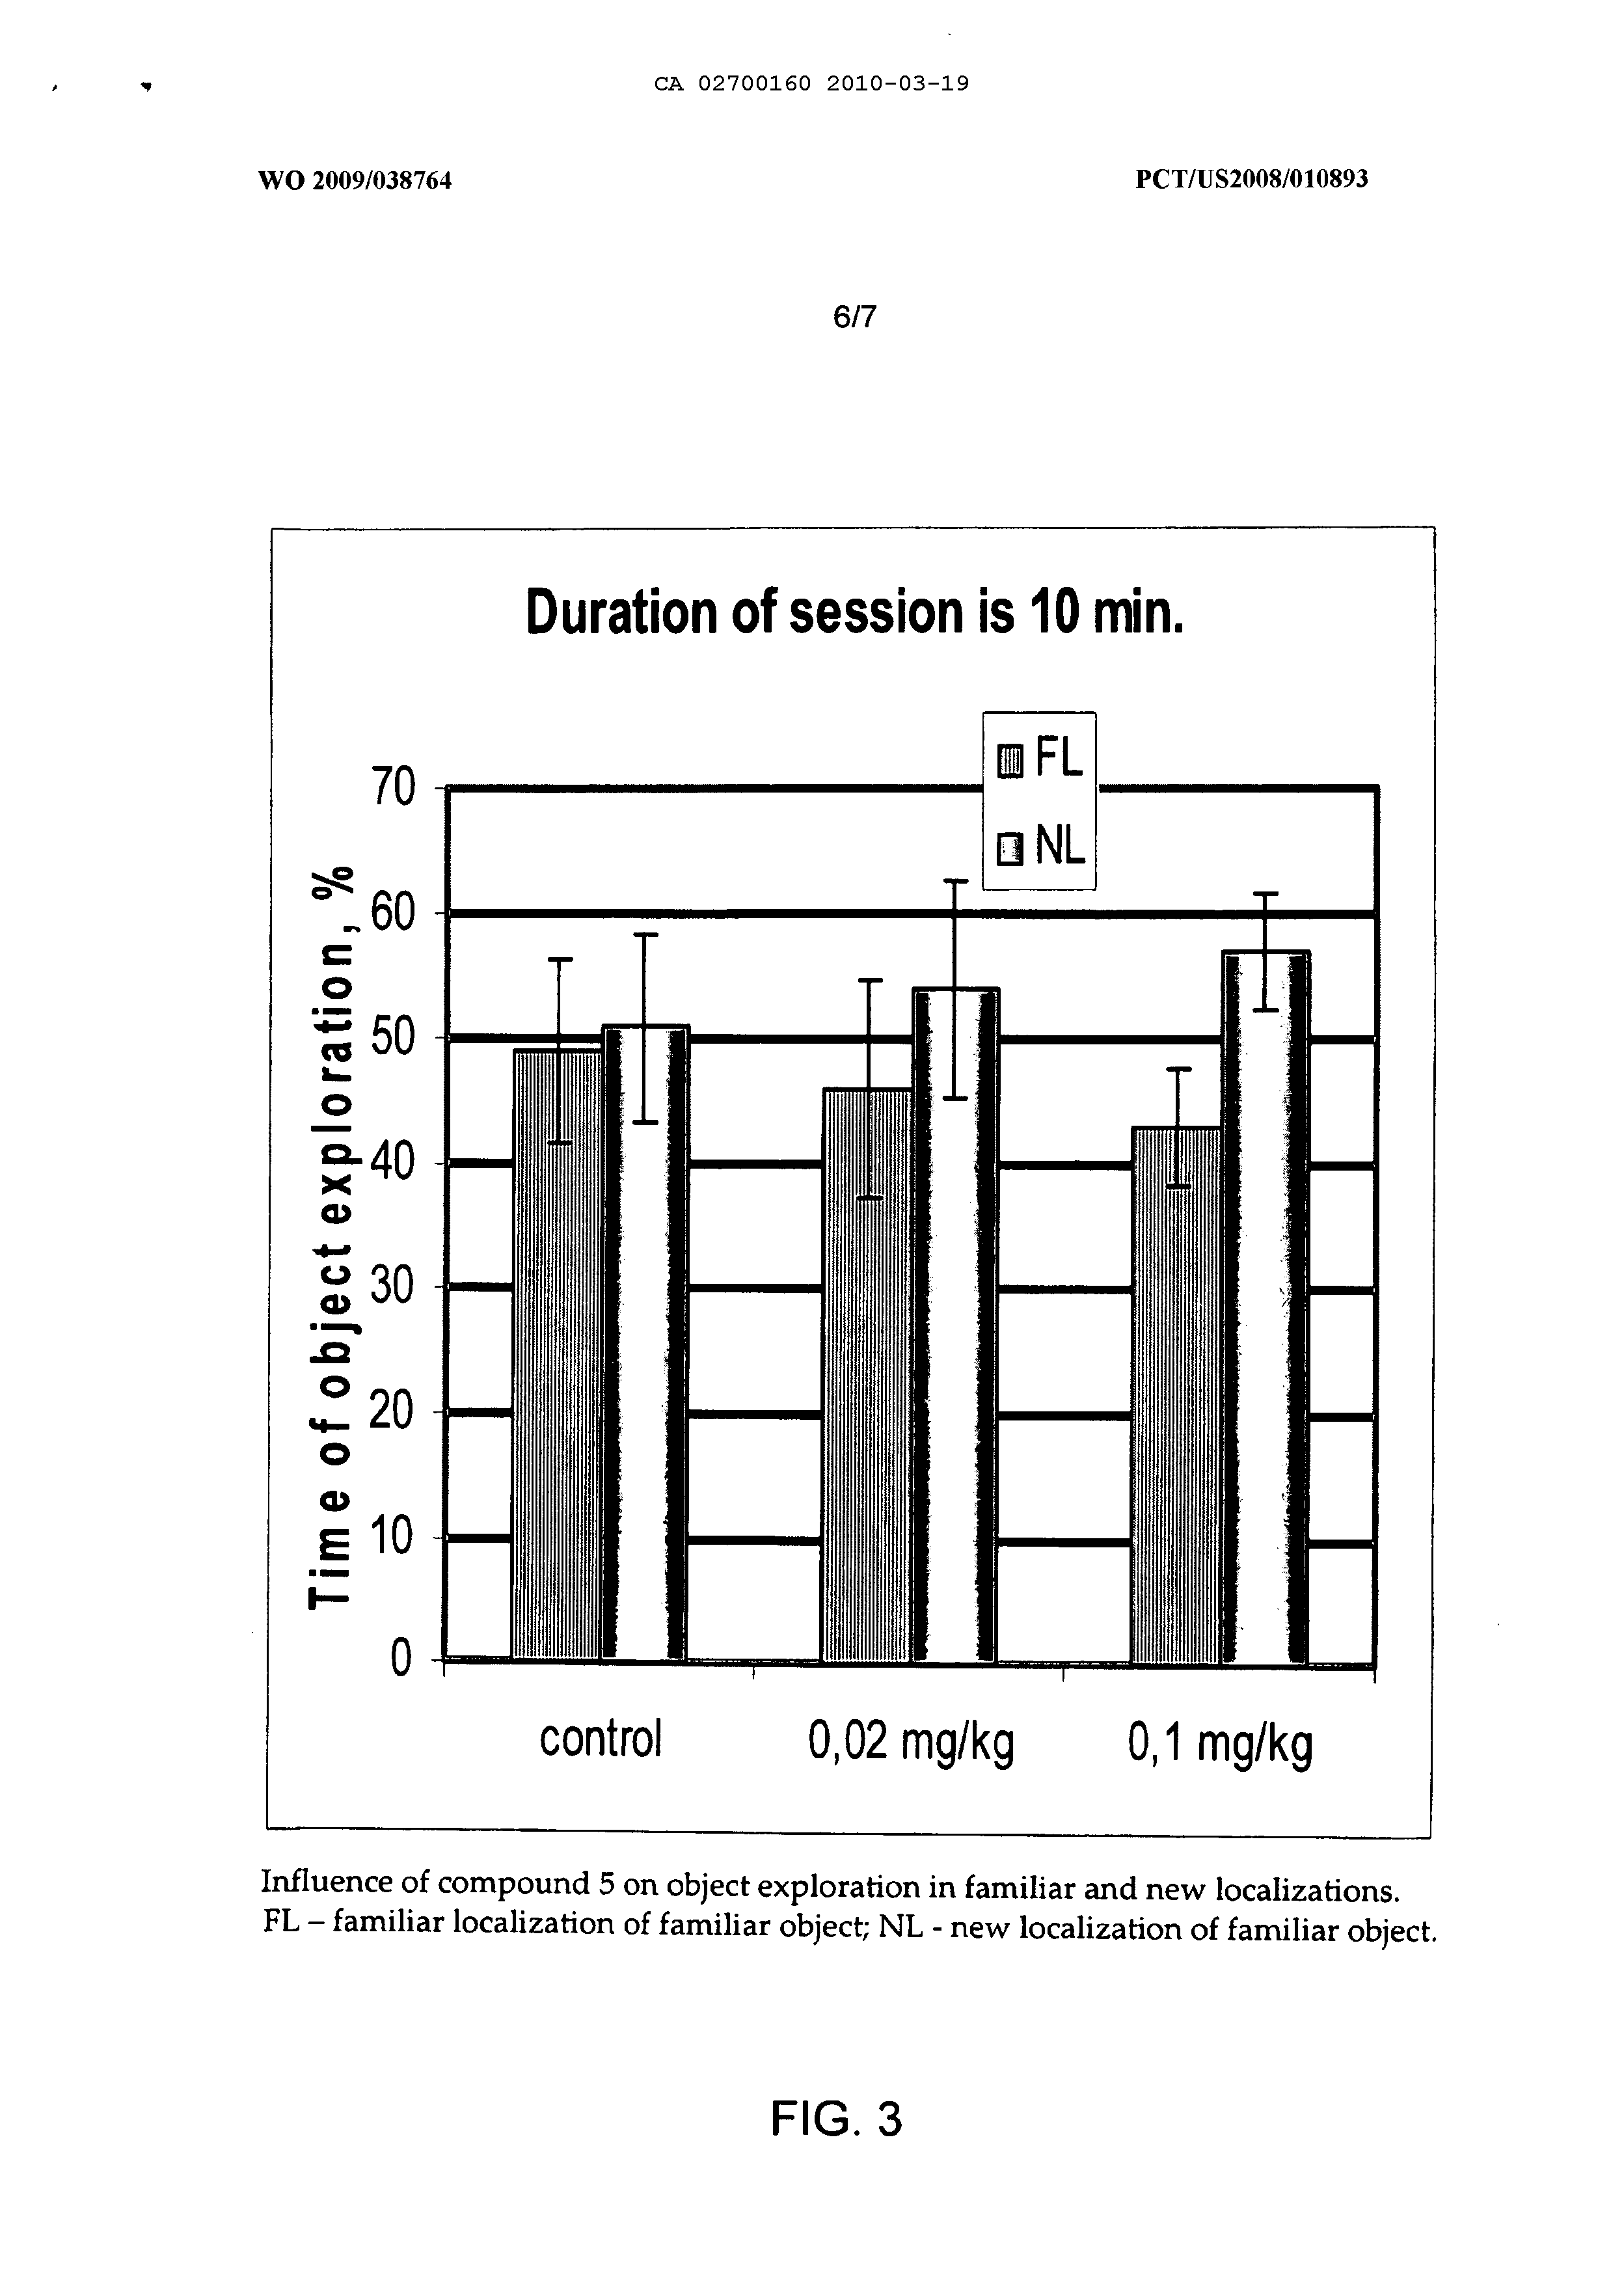 CA 02700160 2010-03-19
WO 2009/038764
PCT/US2008/010893
6/7
Duration of session is 10 min.
FL
NL
Time of object exploration, %
70
60
50
40
30
20
10
0
control
0,02 mg/kg
0,1 mg/kg
Influence of compound 5 on object exploration in familiar and new localizations.
FL – familiar localization of familiar object; NL - new localization of familiar object.
FIG. 3